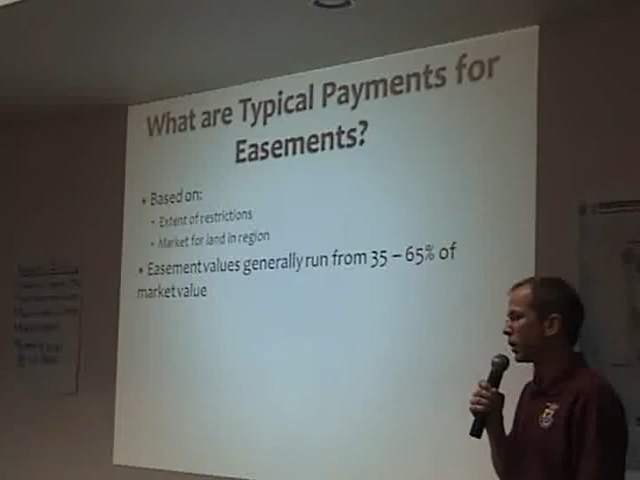 What are Typical Payments for
Easements?
• Based on:
• Extent of restrictions
• Market for land in region
• Easement values generally run from 35 – 65% of
market value